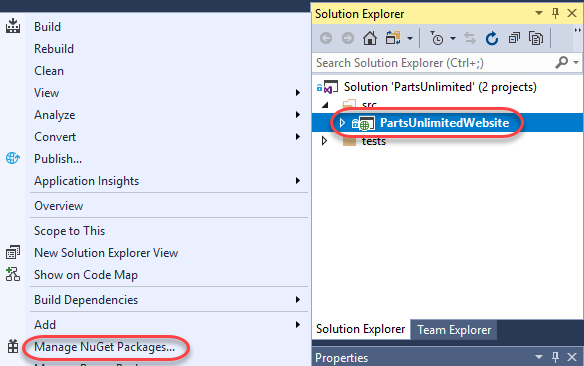 Build
Rebuild
Clean
View
Analyze
Convert
Publish...
Application Insights
Overview
Scope to This
New Solution Explorer View
Show on Code Map
Build Dependencies
Add
Manage NuGet Packages...
Solution Explorer
Search Solution Explorer (Ctrl+;)
Solution 'PartsUnlimited' (2 projects)
src
PartsUnlimitedWebsite
tests
Solution Explorer
Team Explorer
Properties